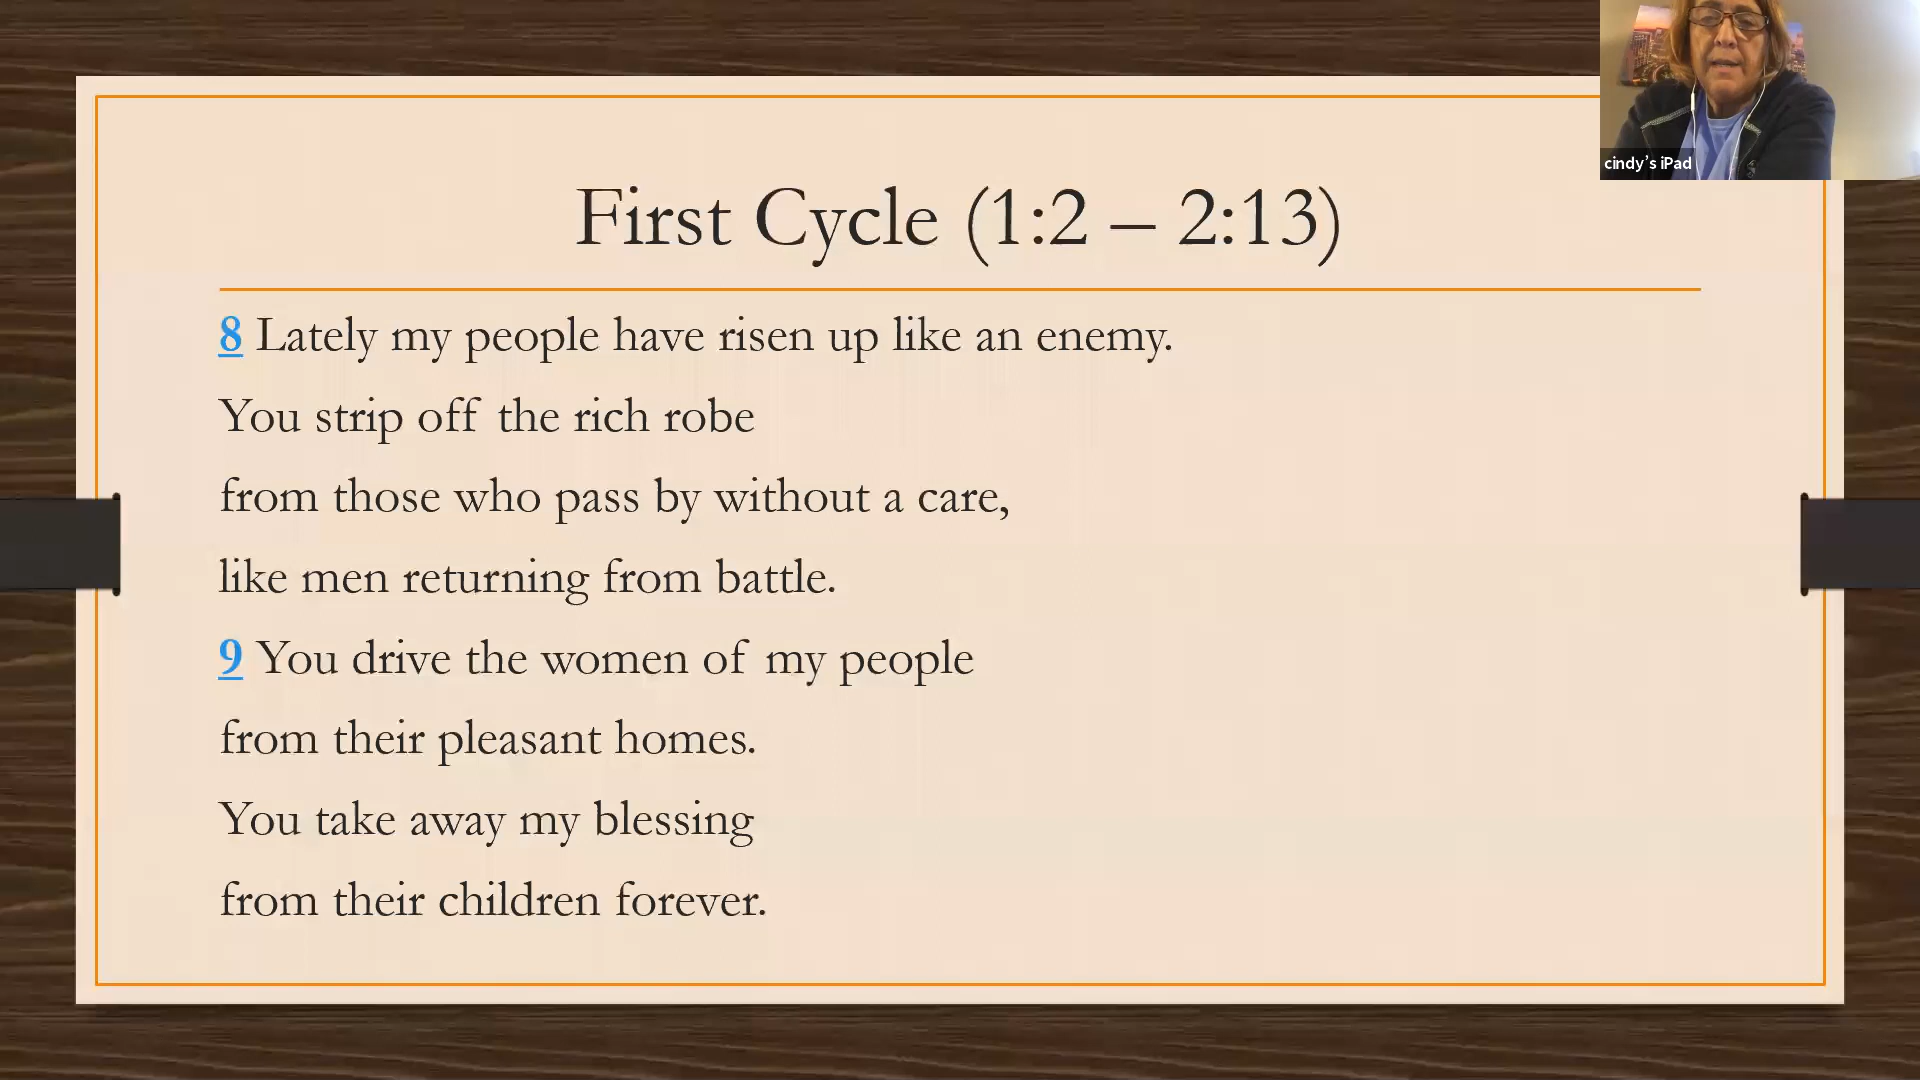 cindy’s iPad
First Cycle (1:2 – 2:13)
8 Lately my people have risen up like an enemy.
You strip off the rich robe
from those who pass by without a care,
like men returning from battle.
9 You drive the women of my people
from their pleasant homes.
You take away my blessing
from their children forever.